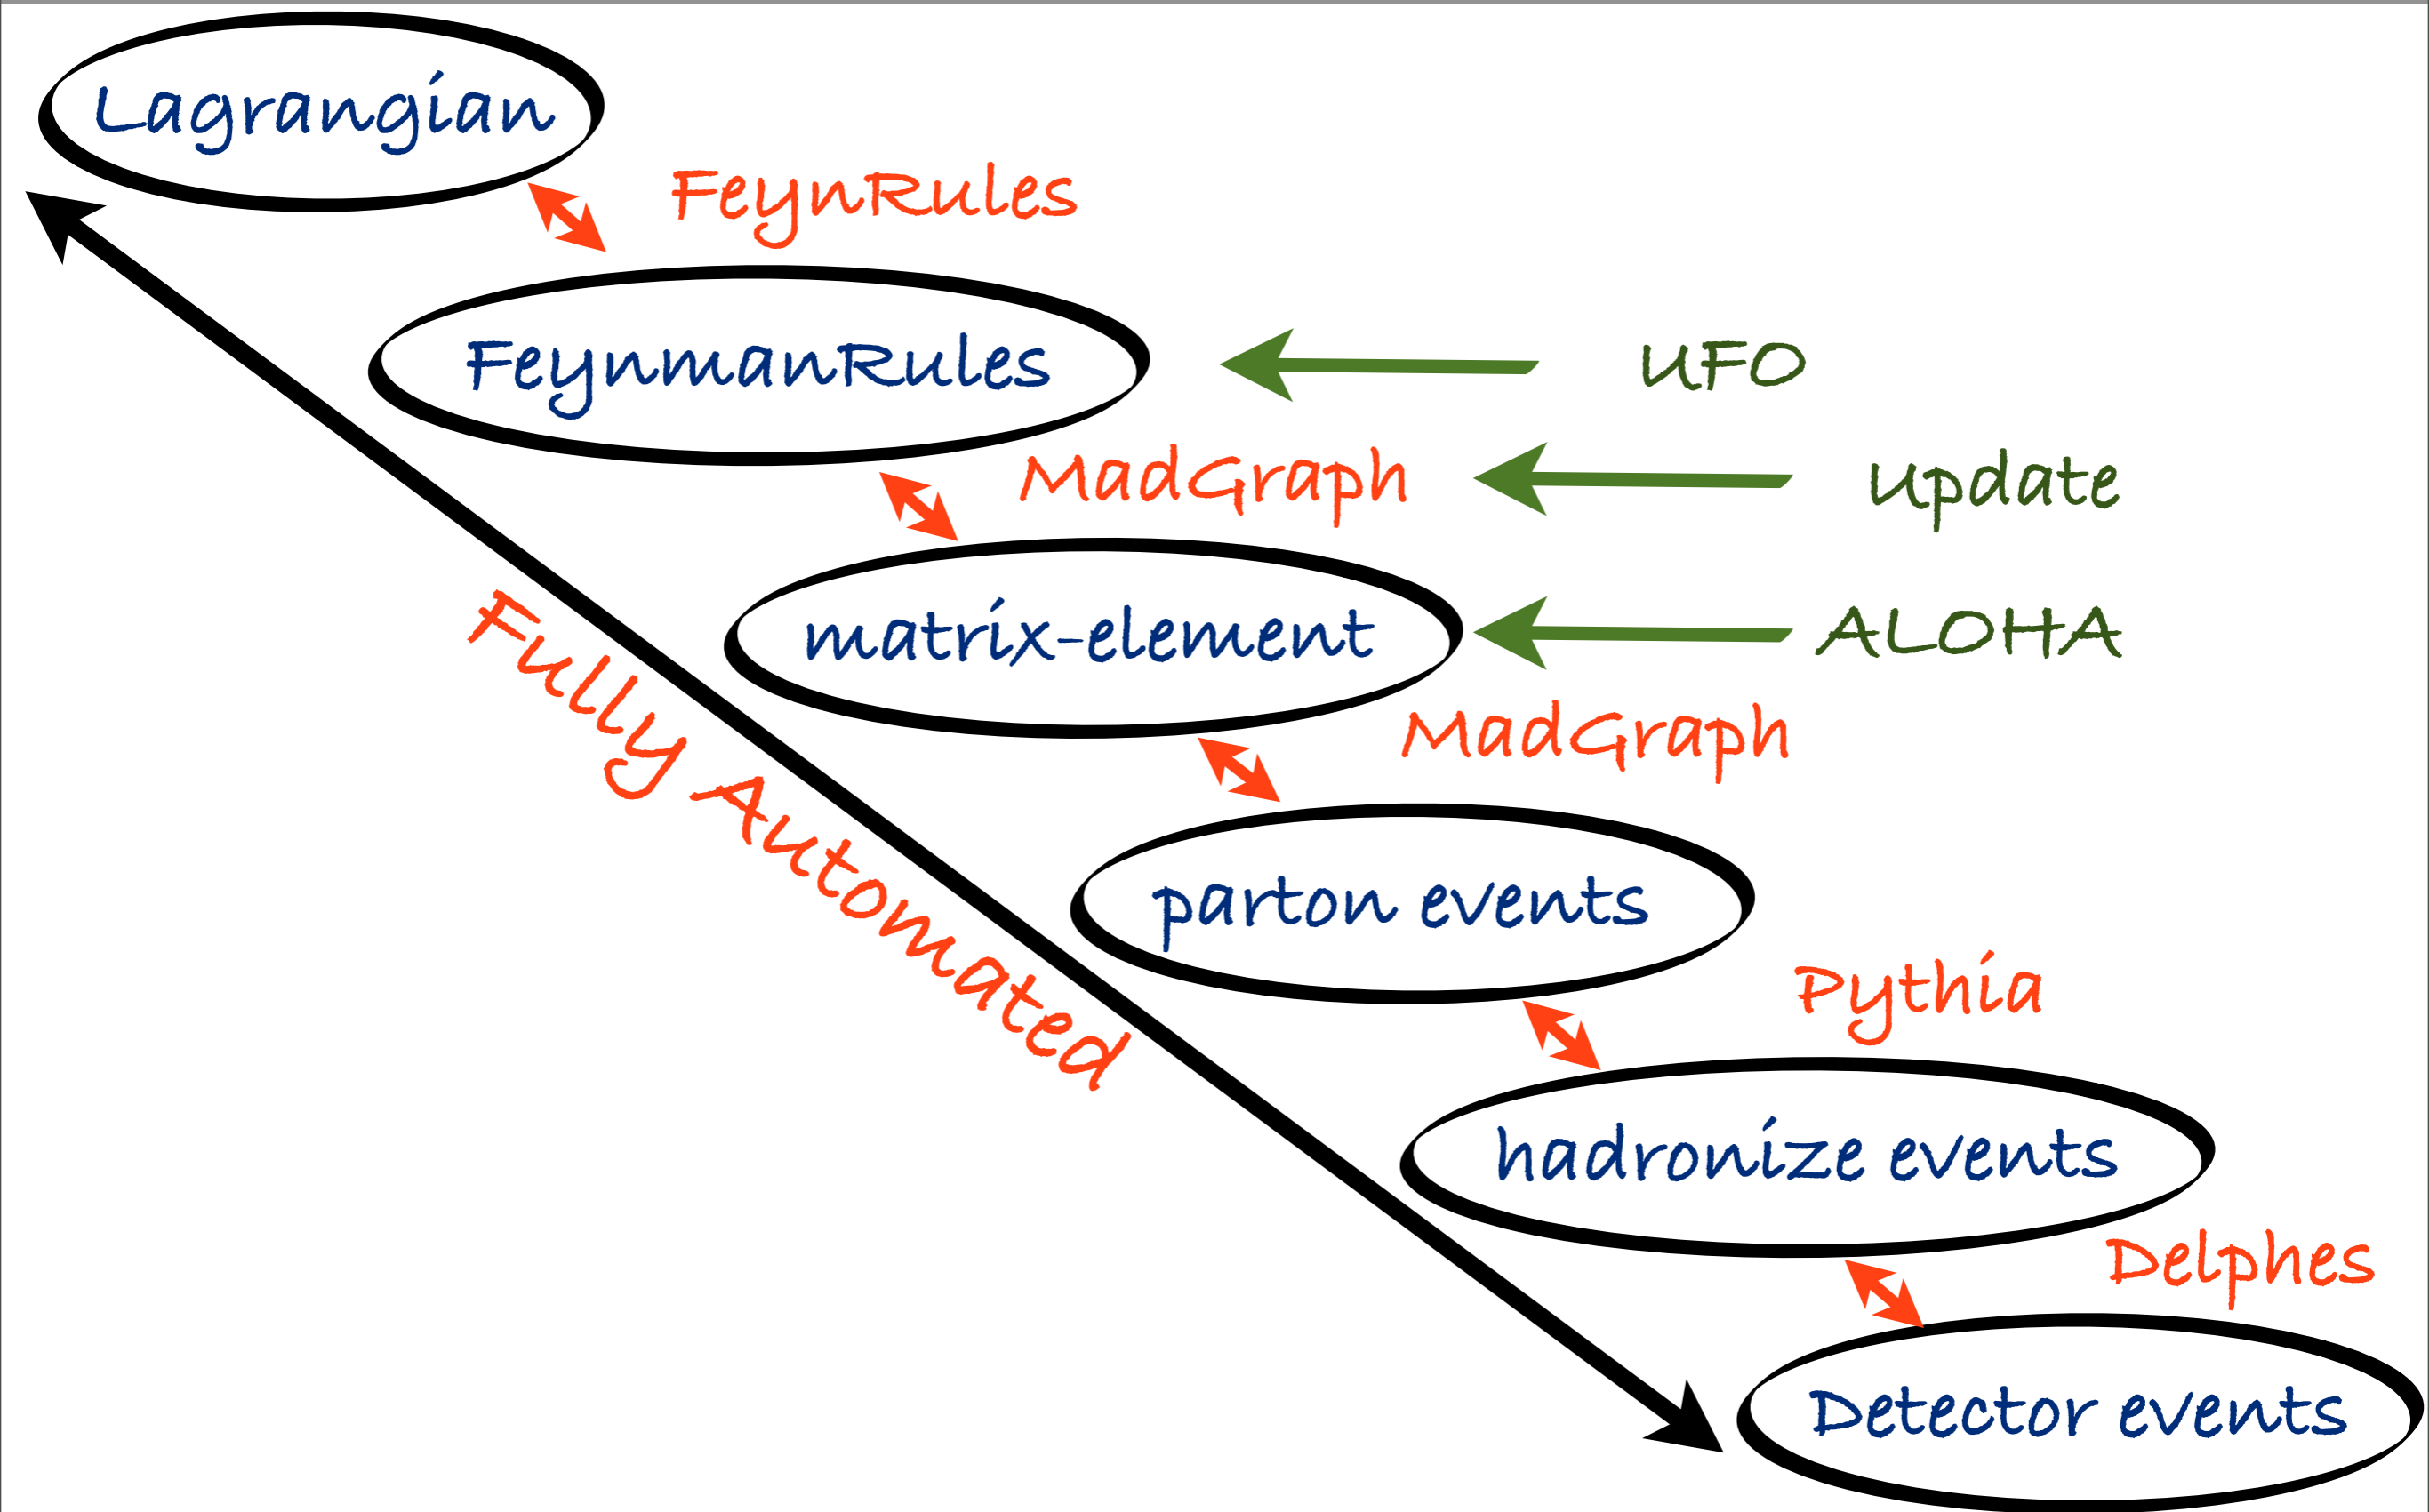 Lagrangian
FeynRules
FeynmanRules
UFO
MadGraph
update
matrix-element
ALOHA
Fully Automated
MadGraph
parton events
Pythia
hadronize events
Delphes
Detector events